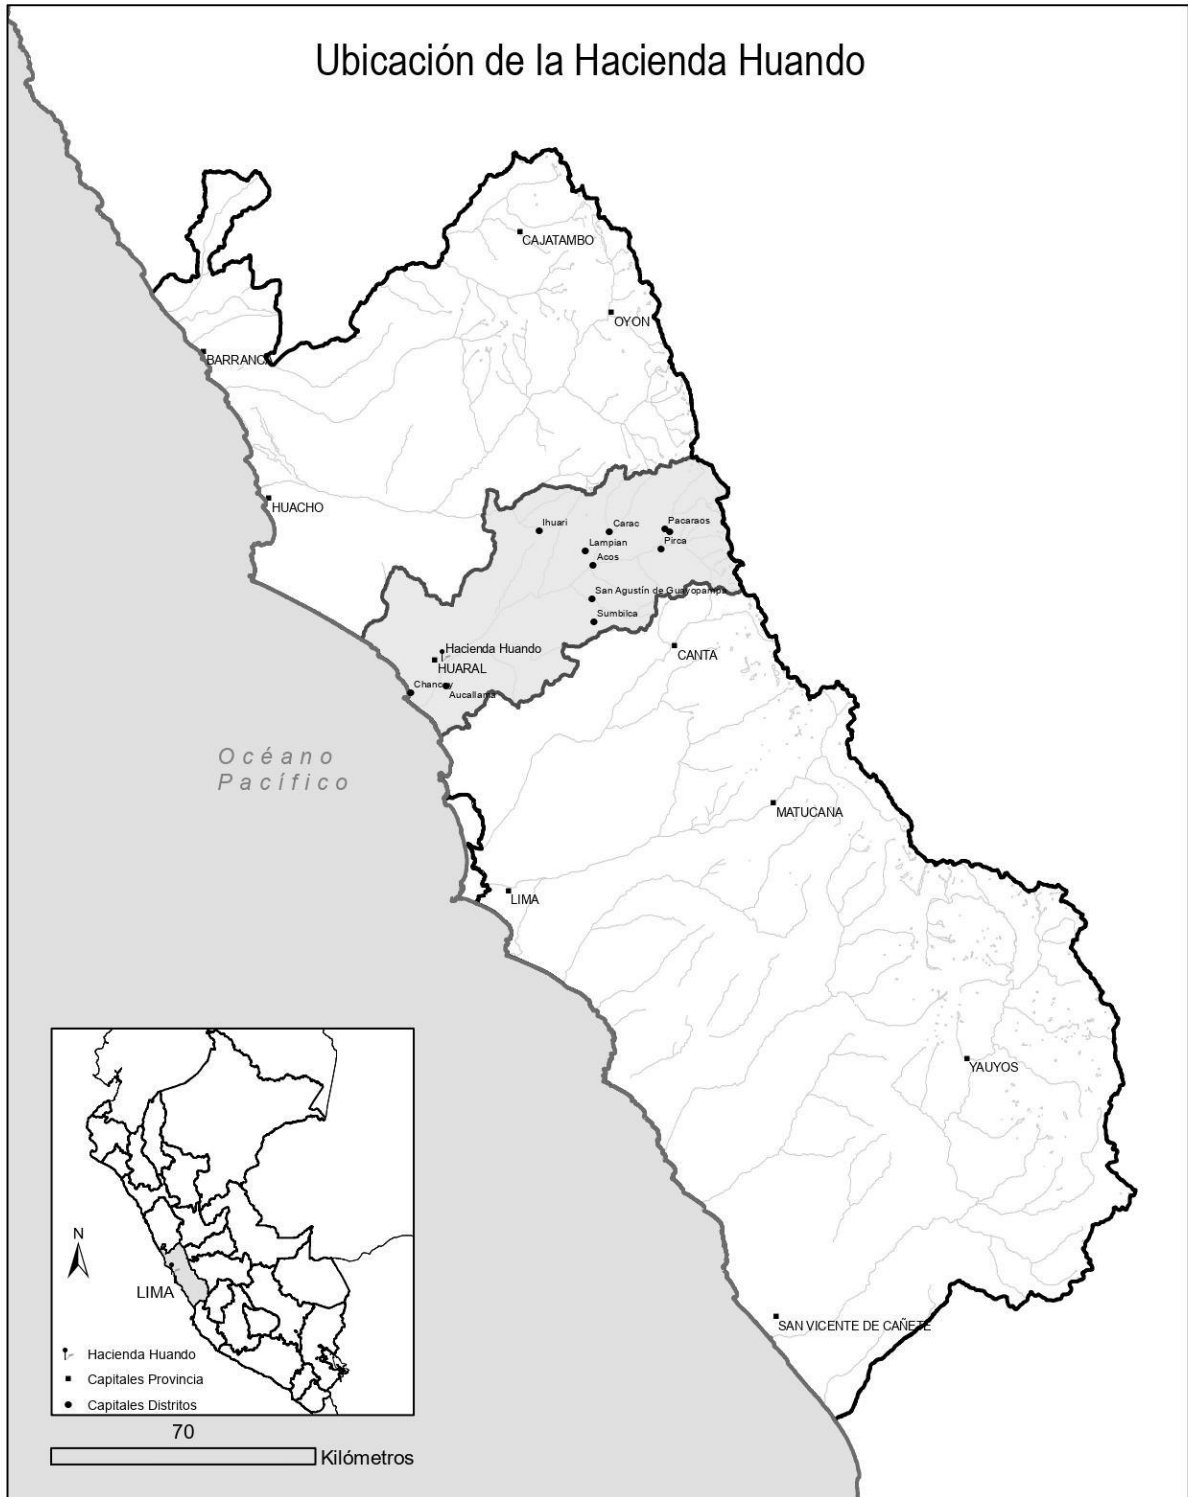 Ubicación de la Hacienda Huando
CAJATAMBO
OYON
BARRANCA
HUACHO
Ihuari
Carac
Pacaraos
Lampian
Pirca
Acos
San Agustín de Guayopampa
Sumbilca
Hacienda Huando
HUARAL
CANTA
Chancay
Aucallama
Océano
Pacífico
MATUCANA
LIMA
YAUYOS
SAN VICENTE DE CAÑETE
N
LIMA
Hacienda Huando
Capitales Provincia
Capitales Distritos
70
Kilómetros